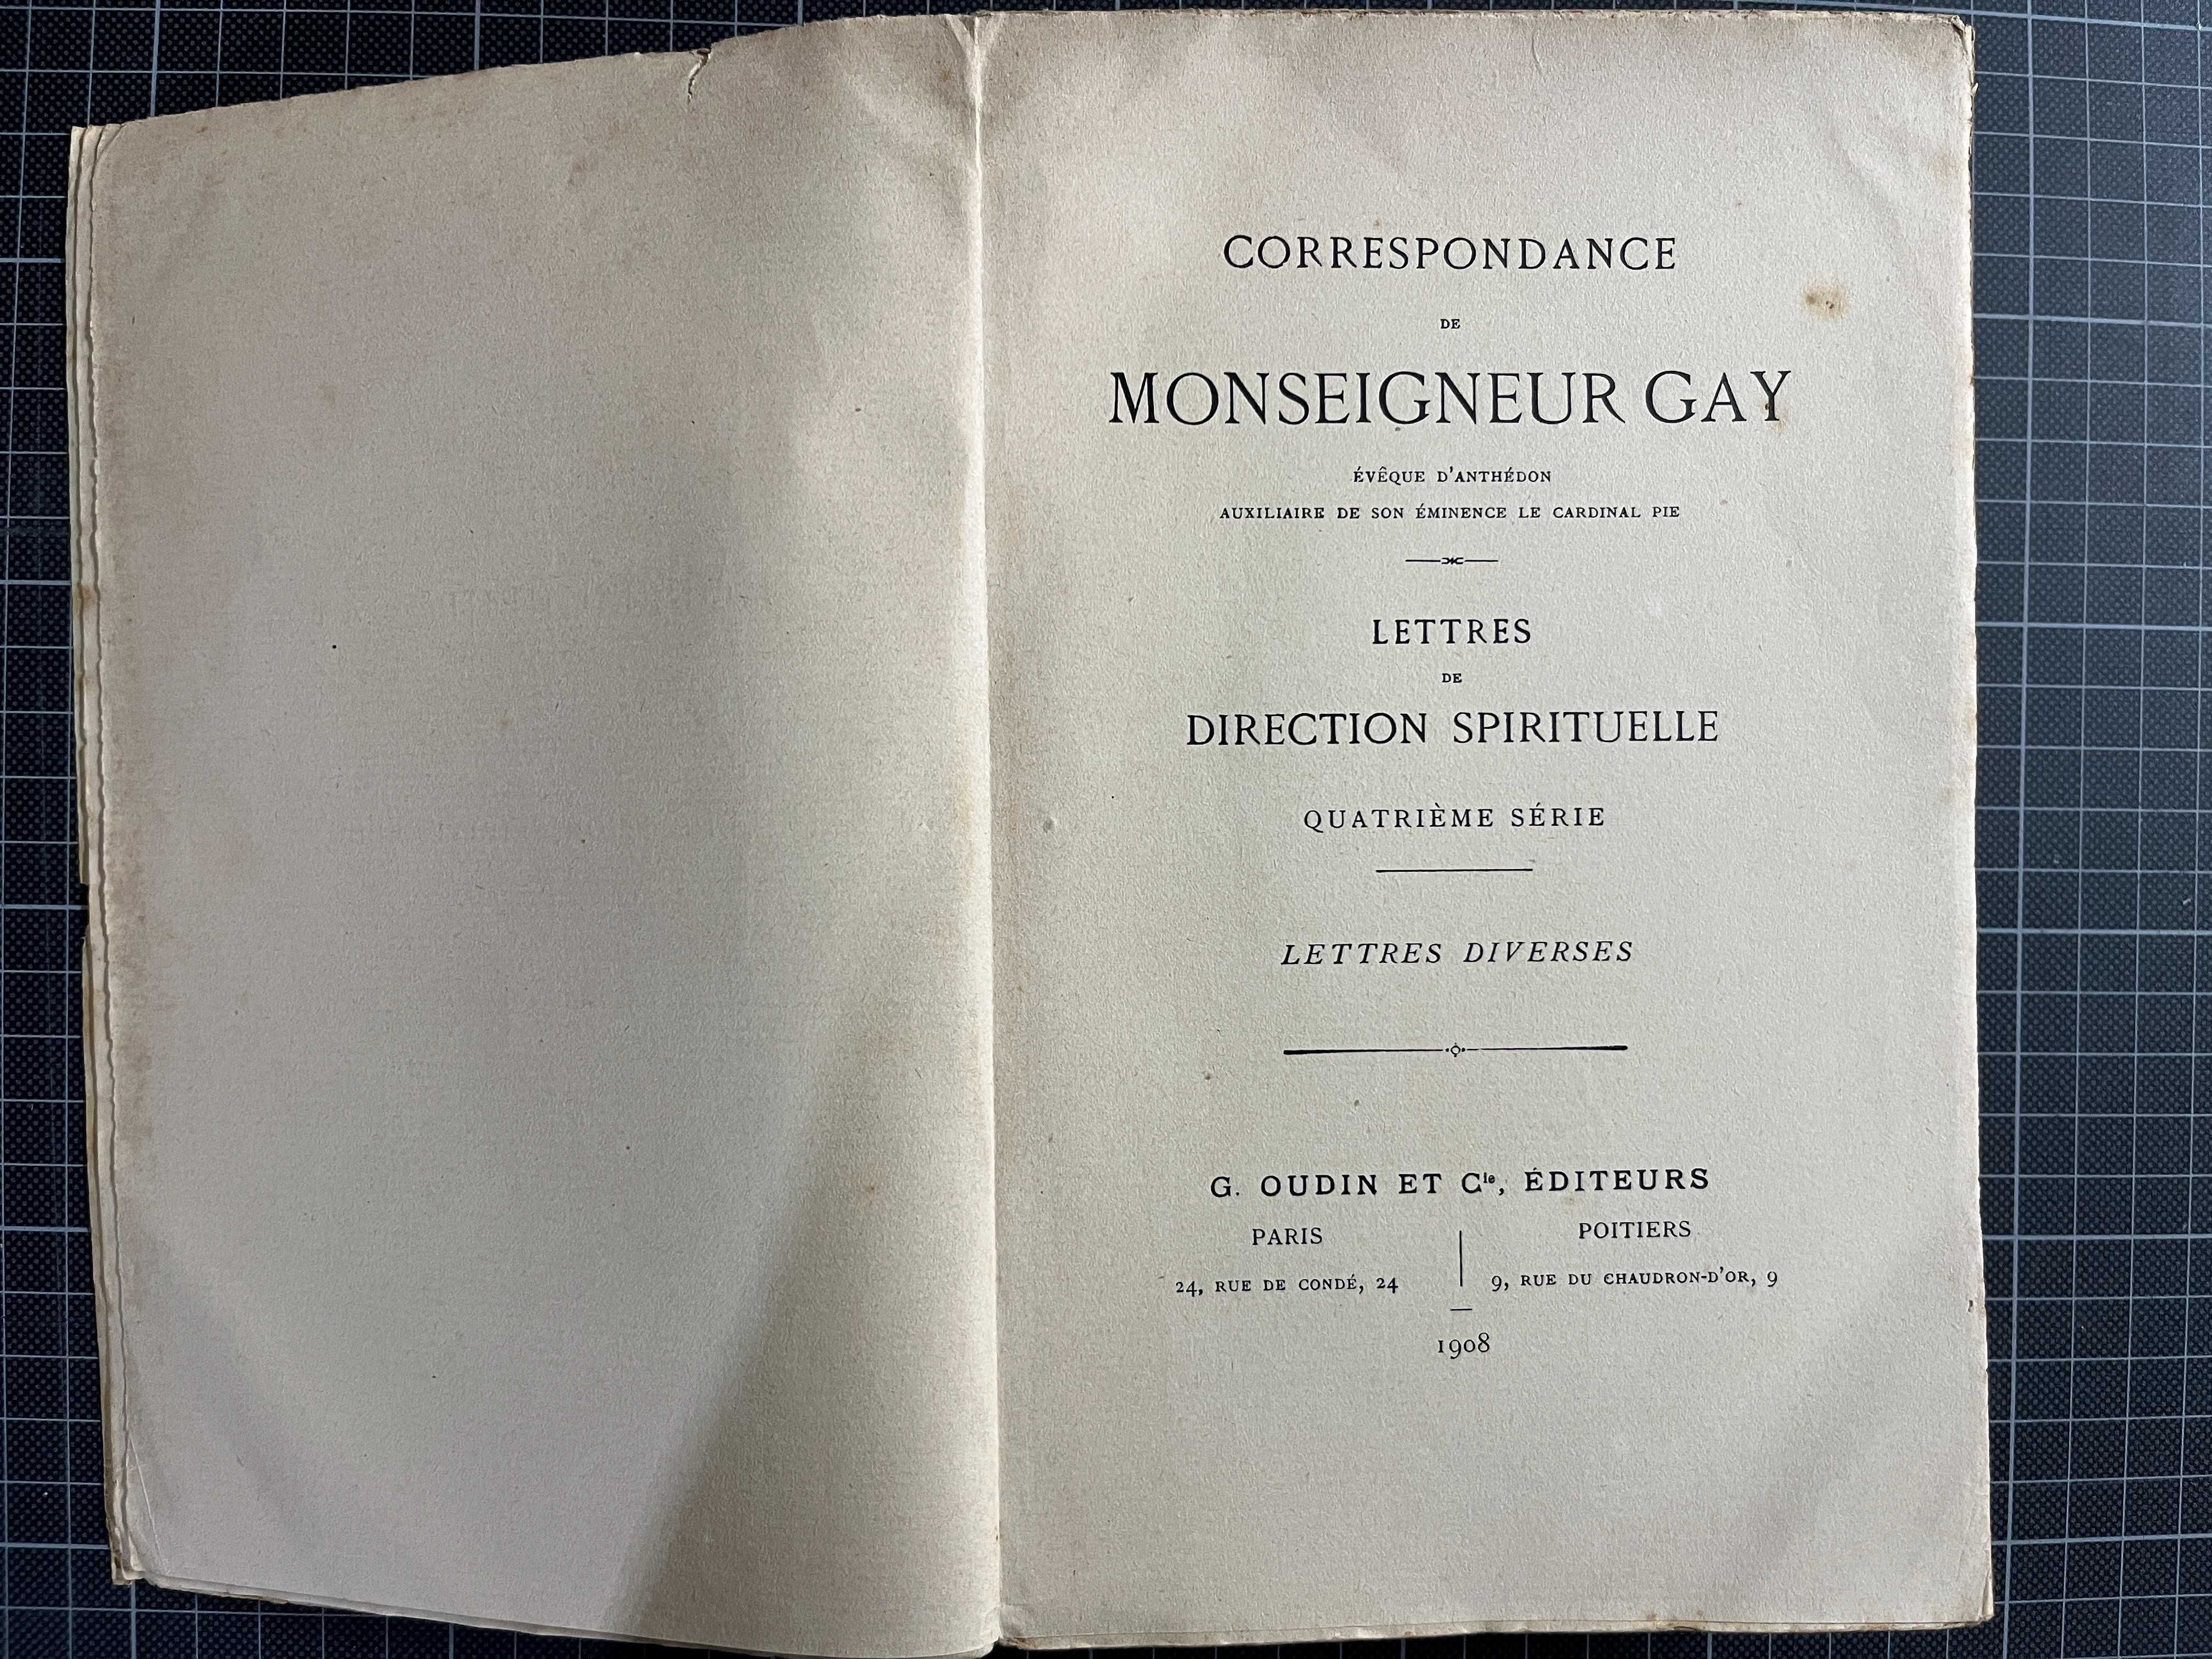 CORRESPONDANCE
DE
MONSEIGNEUR GAY
ÉVÊQUE D'ANTHÉDON
AUXILIAIRE DE SON ÉMINENCE LE CARDINAL PIE
LETTRES
DE
DIRECTION SPIRITUELLE
QUATRIÈME SÉRIE
LETTRES DIVERSES
G. OUDIN ET Cie, ÉDITEURS
PARIS
24, RUE DE CONDÉ, 24
POITIERS
9, RUE DU CHAUDRON-D'OR, 9
1908